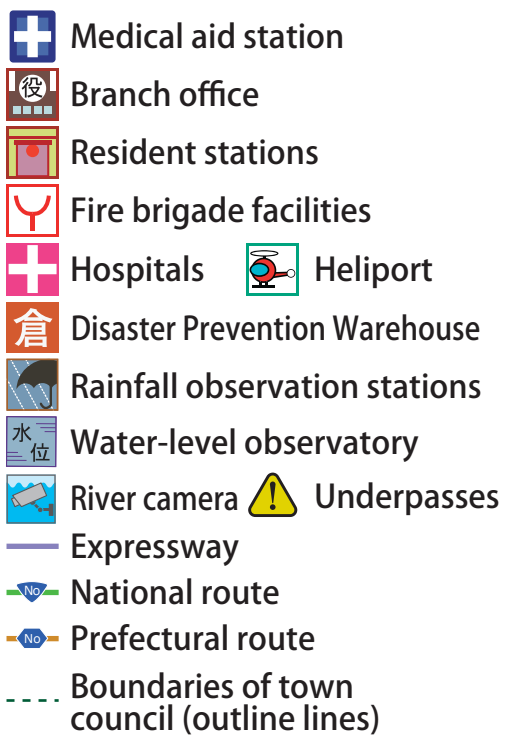 Medical aid station
役 Branch office
Resident stations
Fire brigade facilities
Hospitals Heliport
倉 Disaster Prevention Warehouse
Rainfall observation stations
水位 Water-level observatory
River camera ! Underpasses
Expressway
No National route
No Prefectural route
Boundaries of town
council (outline lines)